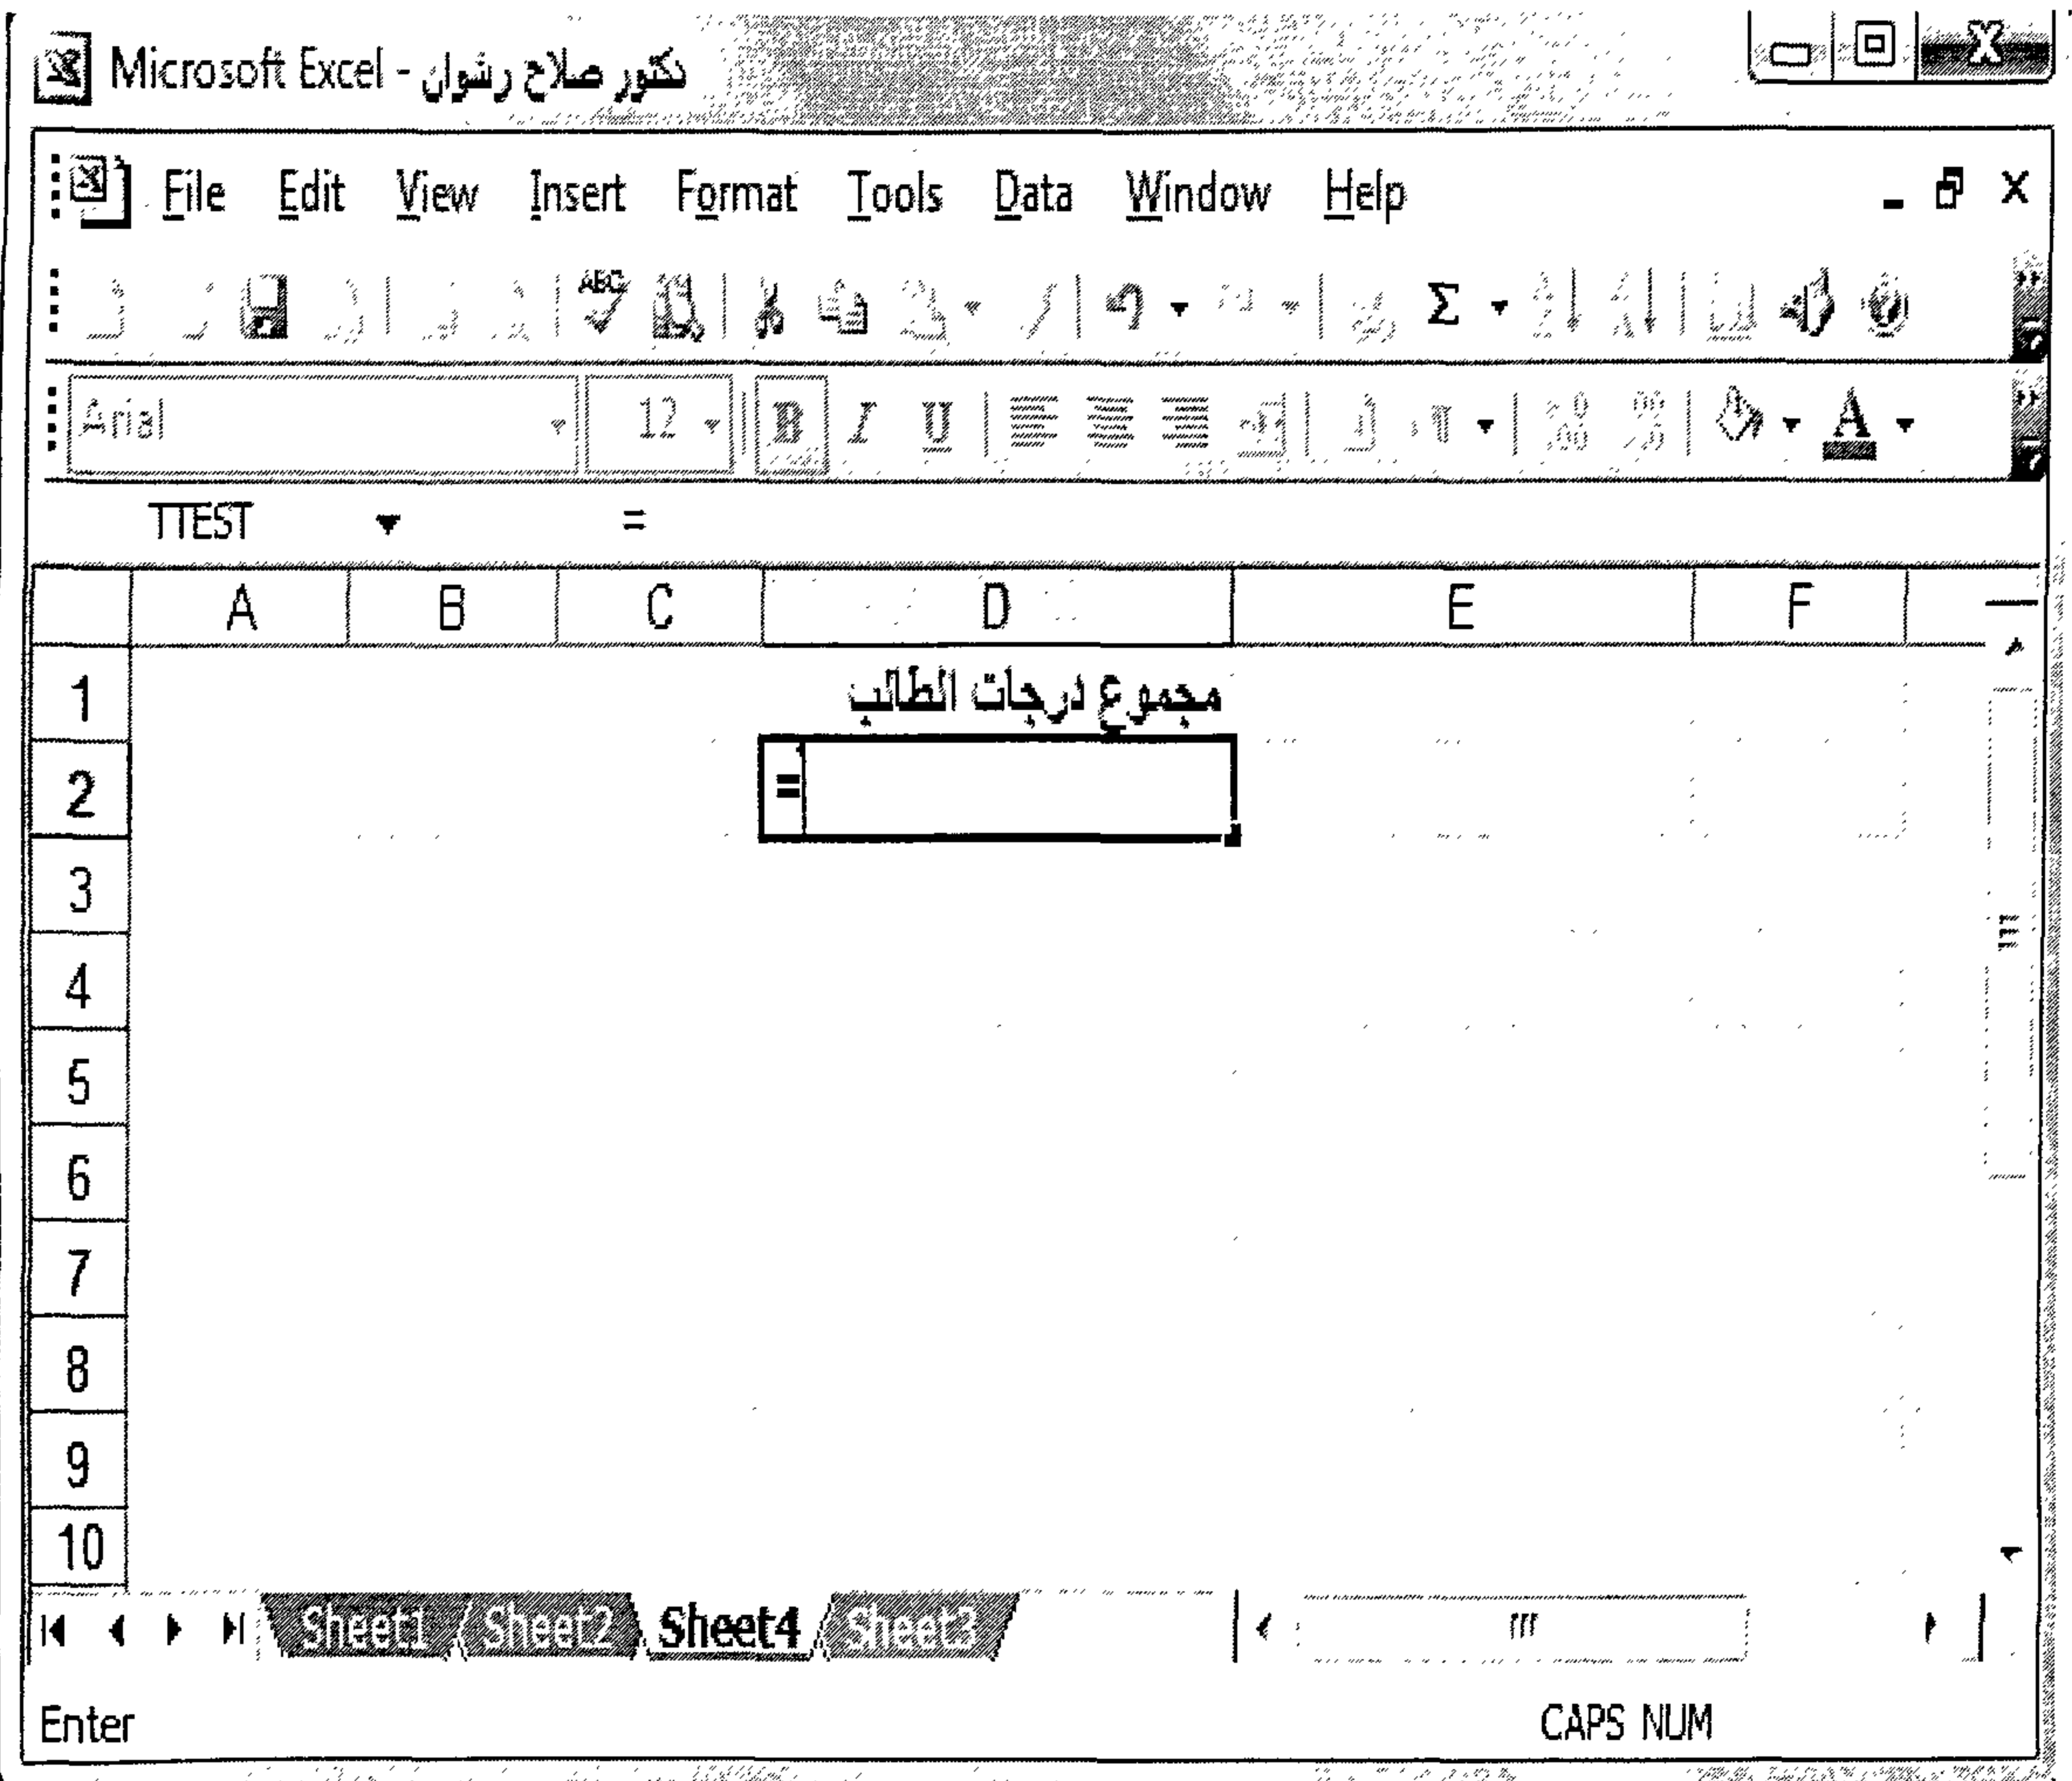 Microsoft Excel - دكتور صلاح رشوان
File Edit View Insert Format Tools Data Window Help
ABC Σ
Arial 12 B I U A
TTEST =
A B C D E F
1 مجموع درجات الطالب
2 =
3
4
5
6
7
8
9
10
Sheet1 Sheet2 Sheet4 Sheet3
Enter CAPS NUM